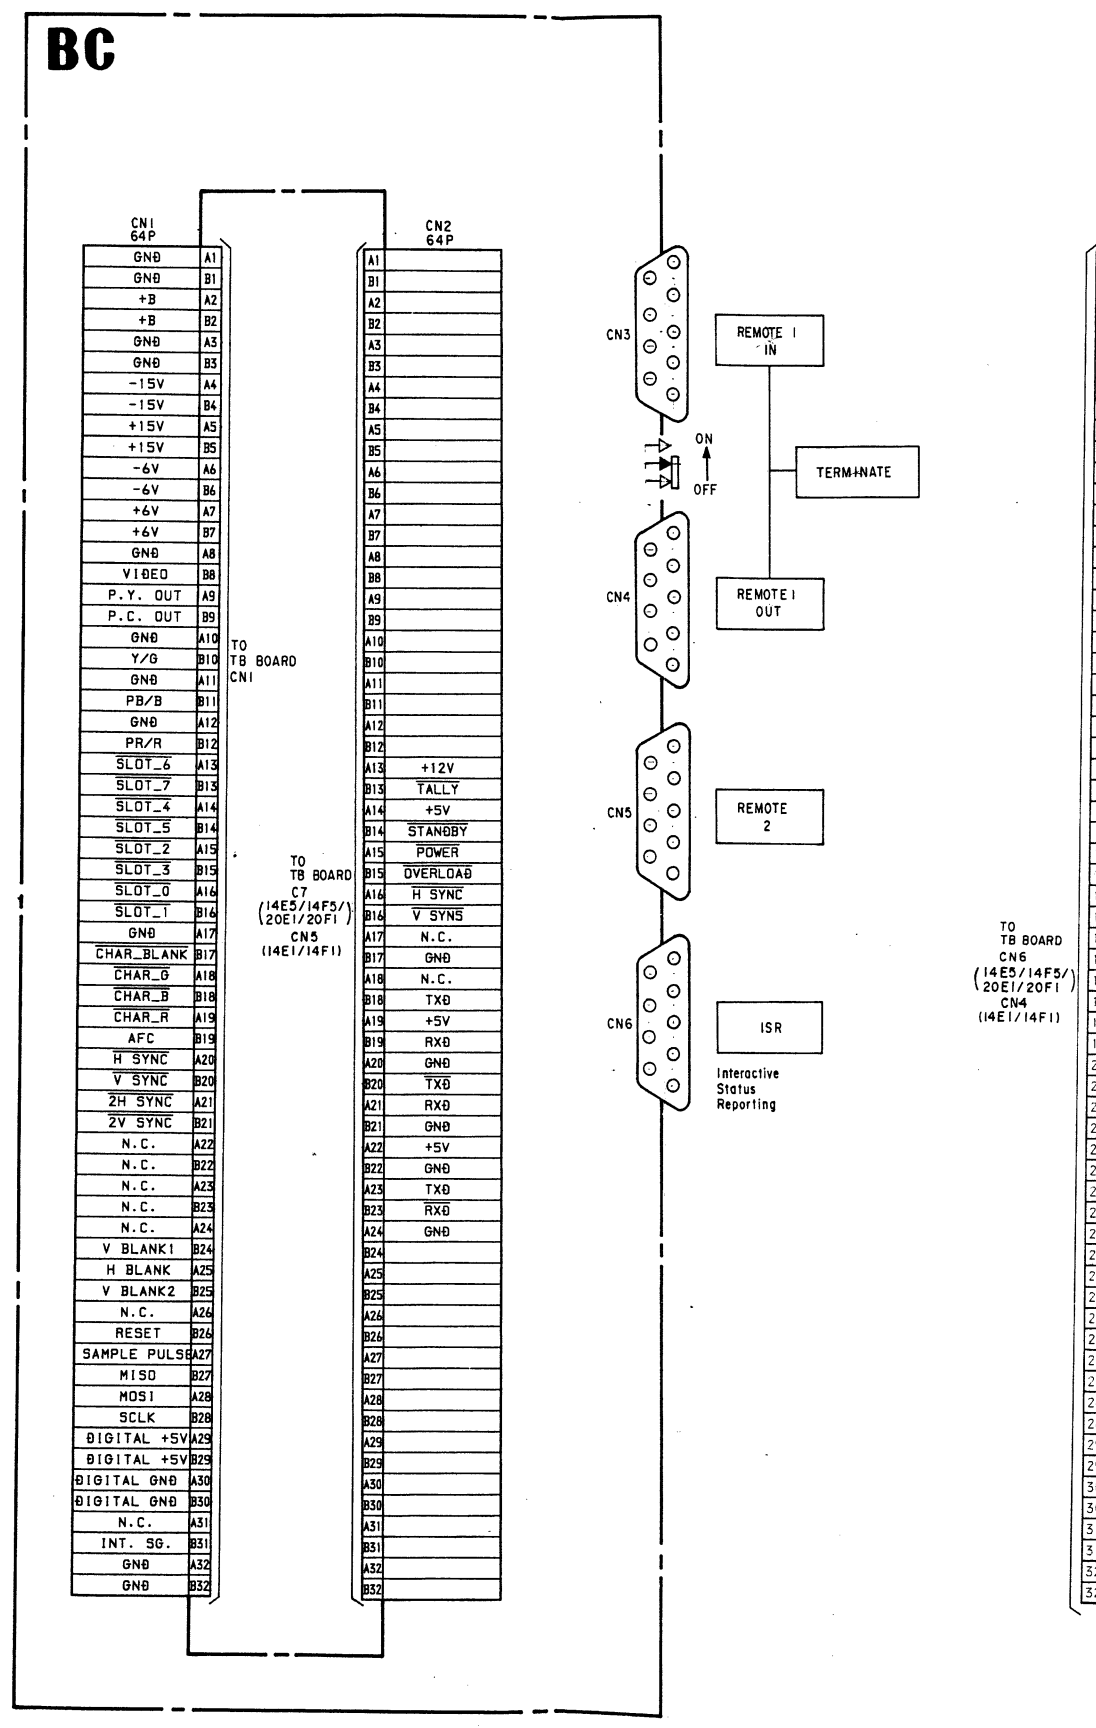 BC
CN1
64P
GND A1
GND B1
+B A2
+B B2
GND A3
GND B3
-15V A4
-15V B4
+15V A5
+15V B5
-6V A6
-6V B6
+6V A7
+6V B7
GND A8
VIDEO B8
P.Y. OUT A9
P.C. OUT B9
GND A10
Y/G B10
GND A11
PB/B B11
GND A12
PR/R B12
SLOT_6 A13
SLOT_7 B13
SLOT_4 A14
SLOT_5 B14
SLOT_2 A15
SLOT_3 B15
SLOT_0 A16
SLOT_1 B16
GND A17
CHAR_BLANK B17
CHAR_G A18
CHAR_B B18
CHAR_R A19
AFC B19
H SYNC A20
V SYNC B20
2H SYNC A21
2V SYNC B21
N.C. A22
N.C. B22
N.C. A23
N.C. B23
N.C. A24
V BLANK1 B24
H BLANK A25
V BLANK2 B25
N.C. A26
RESET B26
SAMPLE PULSE A27
MISO B27
MOSI A28
SCLK B28
DIGITAL +5V A29
DIGITAL +5V B29
DIGITAL GND A30
DIGITAL GND B30
N.C. A31
INT. SG. B31
GND A32
GND B32
TO
TB BOARD
CN1
CN2
64P
A1
B1
A2
B2
A3
B3
A4
B4
A5
B5
A6
B6
A7
B7
A8
B8
A9
B9
A10
B10
A11
B11
A12
B12
A13 +12V
B13 TALLY
A14 +5V
B14 STANDBY
A15 POWER
B15 OVERLOAD
A16 H SYNC
B16 V SYNS
A17 N.C.
B17 GND
A18 N.C.
B18 TXD
A19 +5V
B19 RXD
A20 GND
B20 TXD
A21 RXD
B21 GND
A22 +5V
B22 GND
A23 TXD
B23 RXD
A24 GND
B24
A25
B25
A26
B26
A27
B27
A28
B28
A29
B29
A30
B30
A31
B31
A32
B32
TO
TB BOARD
C7
(14E5/14F5/)
(20E1/20F1)
CN5
(14E1/14F1)
CN3
REMOTE 1
IN
ON
OFF
TERMINATE
CN4
REMOTE 1
OUT
CN5
REMOTE
2
CN6
ISR
Interactive
Status
Reporting
TO
TB BOARD
CN6
(14E5/14F5/)
(20E1/20F1)
CN4
(14E1/14F1)